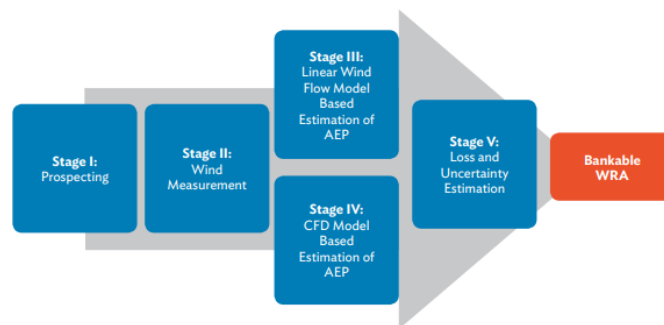 Stage I:
Prospecting
Stage II:
Wind
Measurement
Stage III:
Linear Wind
Flow Model
Based
Estimation of
AEP
Stage IV:
CFD Model
Based
Estimation of
AEP
Stage V:
Loss and
Uncertainty
Estimation
Bankable
WRA